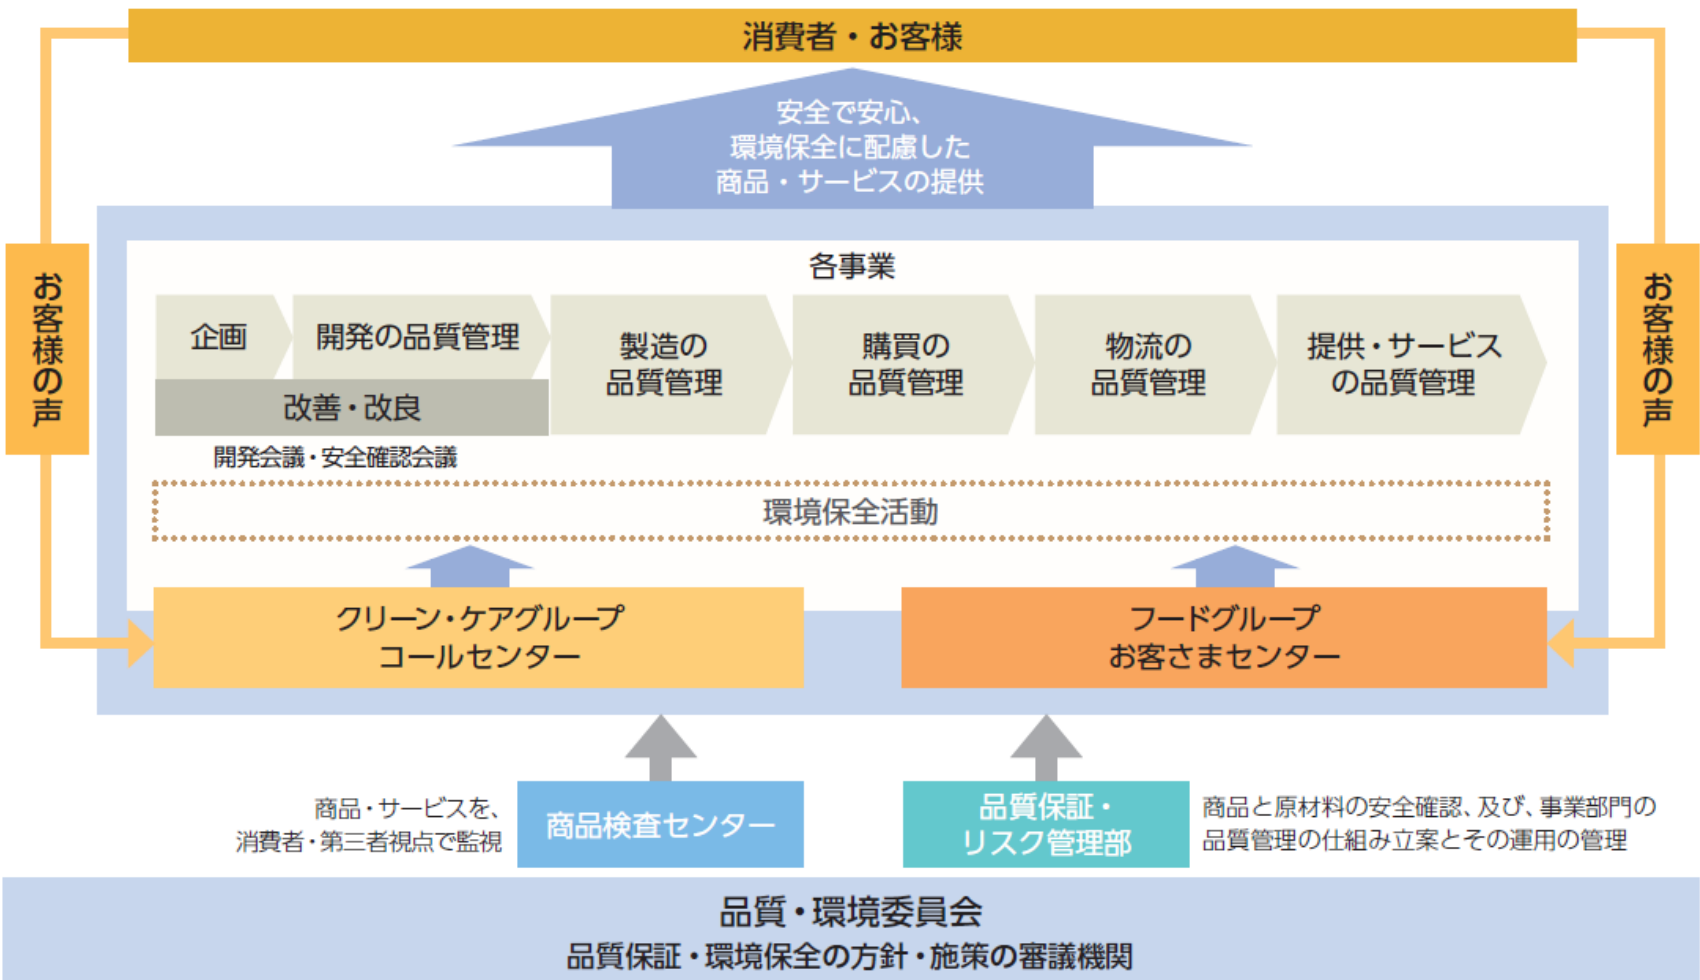 消費者・お客様
安全で安心、
環境保全に配慮した
商品・サービスの提供
お客様の声
お客様の声
各事業
企画
開発の品質管理
改善・改良
開発会議・安全確認会議
製造の
品質管理
購買の
品質管理
物流の
品質管理
提供・サービス
の品質管理
環境保全活動
クリーン・ケアグループ
コールセンター
フードグループ
お客さまセンター
商品・サービスを、
消費者・第三者視点で監視
商品検査センター
品質保証・
リスク管理部
商品と原材料の安全確認、及び、事業部門の
品質管理の仕組み立案とその運用の管理
品質・環境委員会
品質保証・環境保全の方針・施策の審議機関